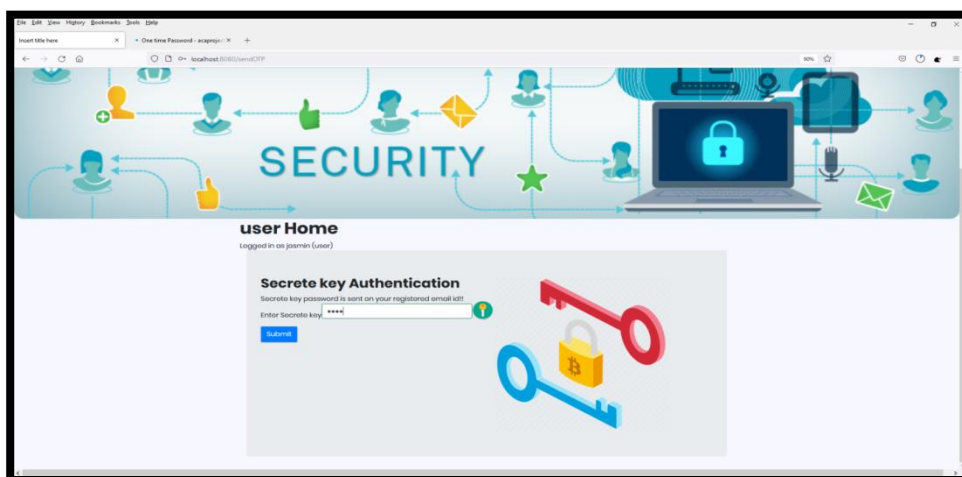 File Edit View History Bookmarks Tools Help
Insert title here
One time Password - acaproject
localhost:8080/sendOTP
90%
SECURITY
user Home
Logged in as jasmin (user)
Secrete key Authentication
Secrete key password is sent on your registered email id!!
Enter Secrete key
Submit